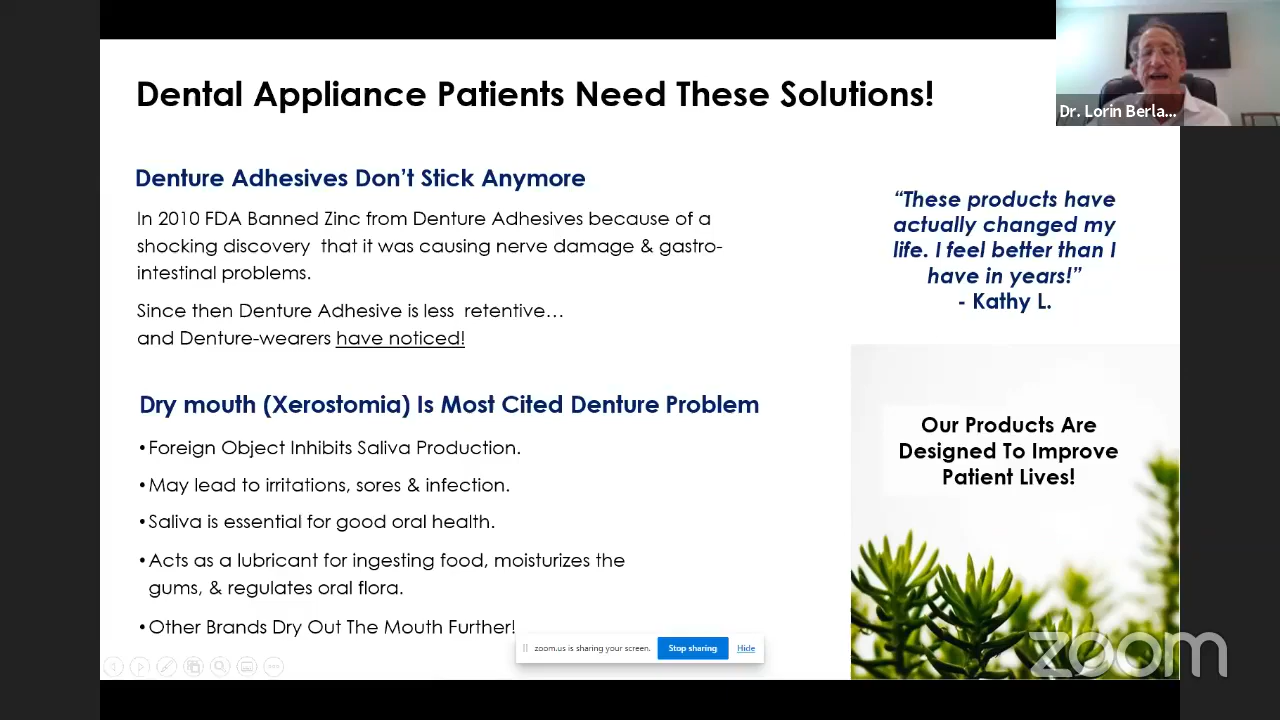 Dental Appliance Patients Need These Solutions!
Dr. Lorin Berla...
Denture Adhesives Don’t Stick Anymore
In 2010 FDA Banned Zinc from Denture Adhesives because of a
shocking discovery that it was causing nerve damage & gastro-
intestinal problems.
Since then Denture Adhesive is less retentive…
and Denture-wearers have noticed!
“These products have
actually changed my
life. I feel better than I
have in years!”
- Kathy L.
Dry mouth (Xerostomia) Is Most Cited Denture Problem
•Foreign Object Inhibits Saliva Production.
•May lead to irritations, sores & infection.
•Saliva is essential for good oral health.
•Acts as a lubricant for ingesting food, moisturizes the
gums, & regulates oral flora.
•Other Brands Dry Out The Mouth Further!
Our Products Are
Designed To Improve
Patient Lives!
zoom.us is sharing your screen.
Stop sharing
Hide
zoom